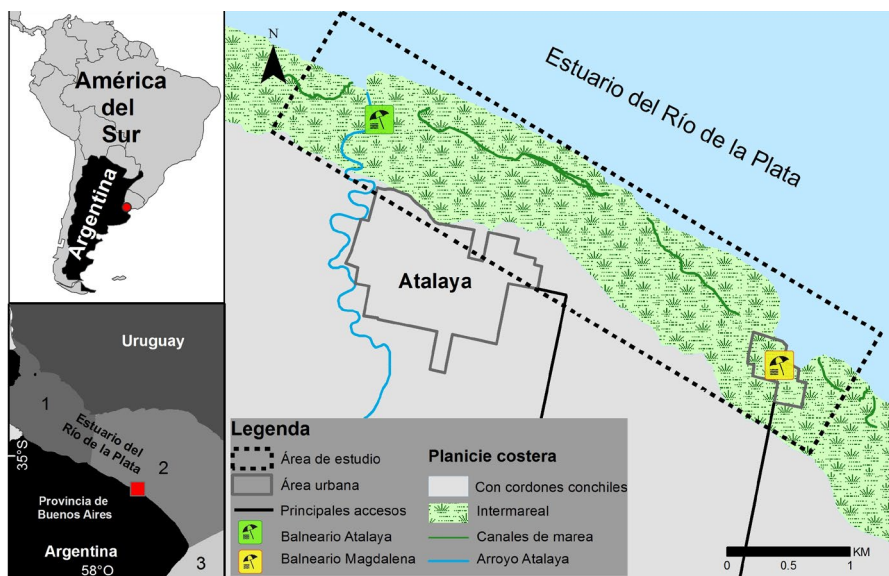 América
del
Sur
Argentina
Uruguay
1
Estuario del
Río de la Plata
2
35°S
Provincia de
Buenos Aires
Argentina
58°O
3
N
Estuario del Río de la Plata
Atalaya
Legenda
Área de estudio
Área urbana
Principales accesos
Balneario Atalaya
Balneario Magdalena
Planicie costera
Con cordones conchiles
Intermareal
Canales de marea
Arroyo Atalaya
KM
0 0.5 1